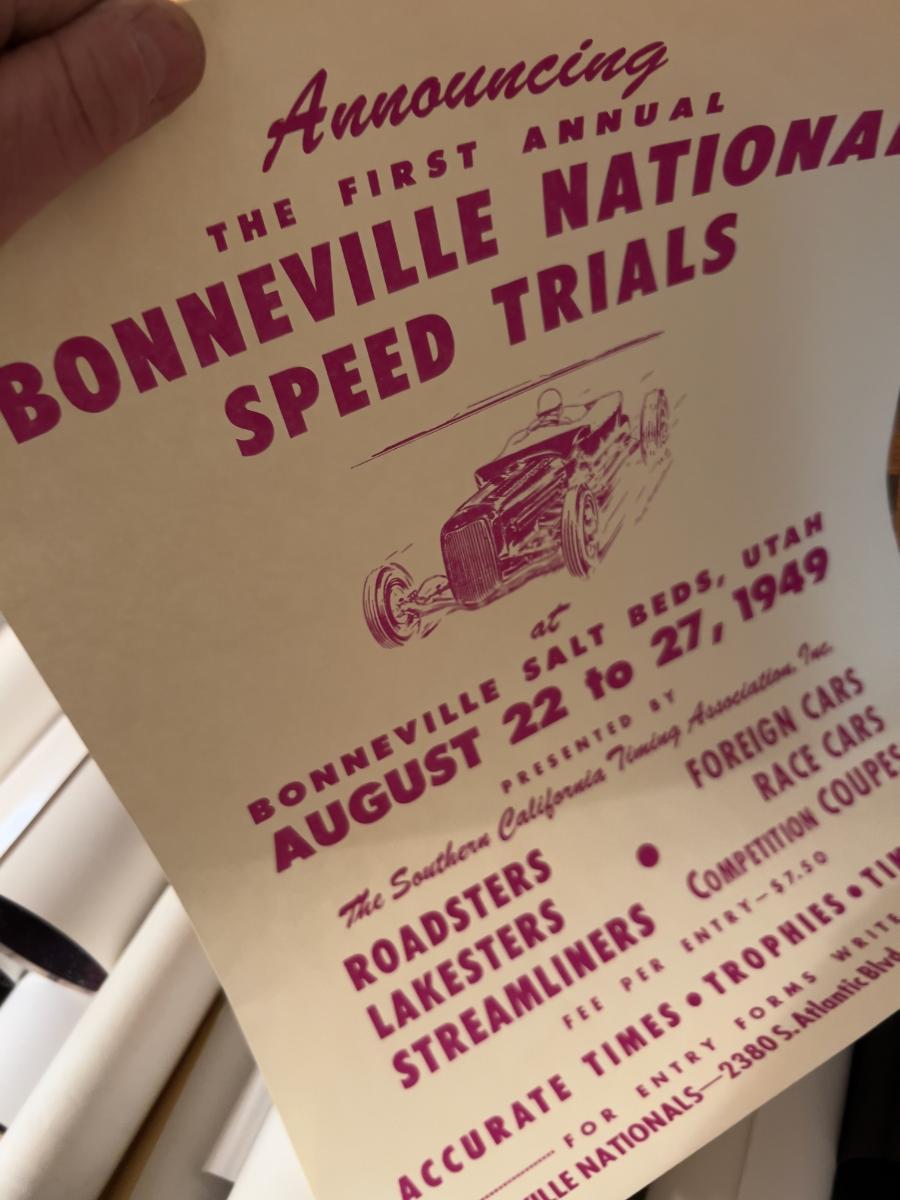 Announcing
THE FIRST ANNUAL
BONNEVILLE NATIONAL
SPEED TRIALS
at
BONNEVILLE SALT BEDS, UTAH
AUGUST 22 to 27, 1949
PRESENTED BY
The Southern California Timing Association. Inc.
ROADSTERS
LAKESTERS
STREAMLINERS
•
FOREIGN CARS
RACE CARS
COMPETITION COUPES
FEE PER ENTRY—$7.50
ACCURATE TIMES • TROPHIES • TIM
FOR ENTRY FORMS WRITE
VILLE NATIONALS—2380 S. Atlantic Blvd.